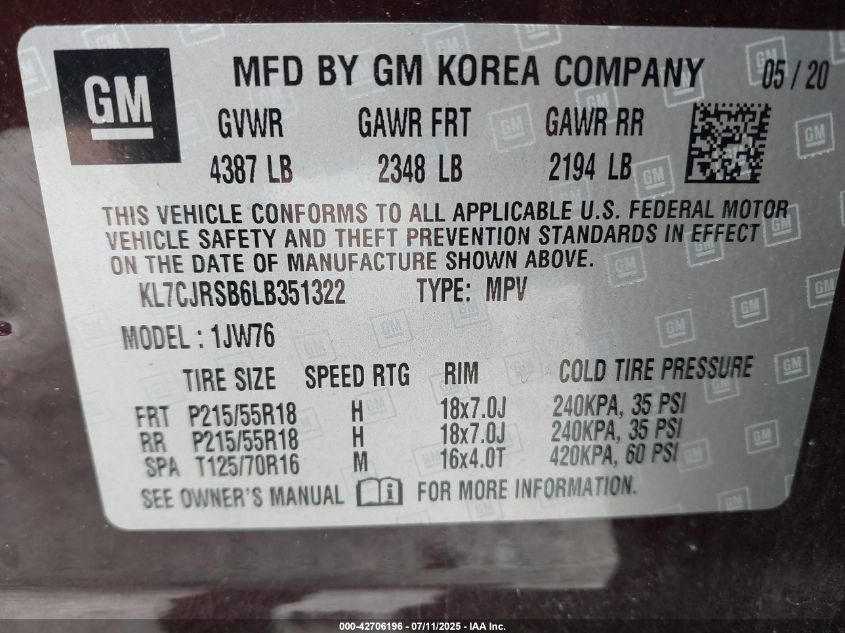 GM
MFD BY GM KOREA COMPANY 05/20
GVWR GAWR FRT GAWR RR
4387 LB 2348 LB 2194 LB
THIS VEHICLE CONFORMS TO ALL APPLICABLE U.S. FEDERAL MOTOR
VEHICLE SAFETY AND THEFT PREVENTION STANDARDS IN EFFECT
ON THE DATE OF MANUFACTURE SHOWN ABOVE.
KL7CJRSB6LB351322 TYPE: MPV
MODEL : 1JW76
TIRE SIZE SPEED RTG RIM COLD TIRE PRESSURE
FRT P215/55R18 H 18x7.0J 240KPA, 35 PSI
RR P215/55R18 H 18x7.0J 240KPA, 35 PSI
SPA T125/70R16 M 16x4.0T 420KPA, 60 PSI
SEE OWNER'S MANUAL FOR MORE INFORMATION.
000-42706196 - 07/11/2025 - IAA Inc.